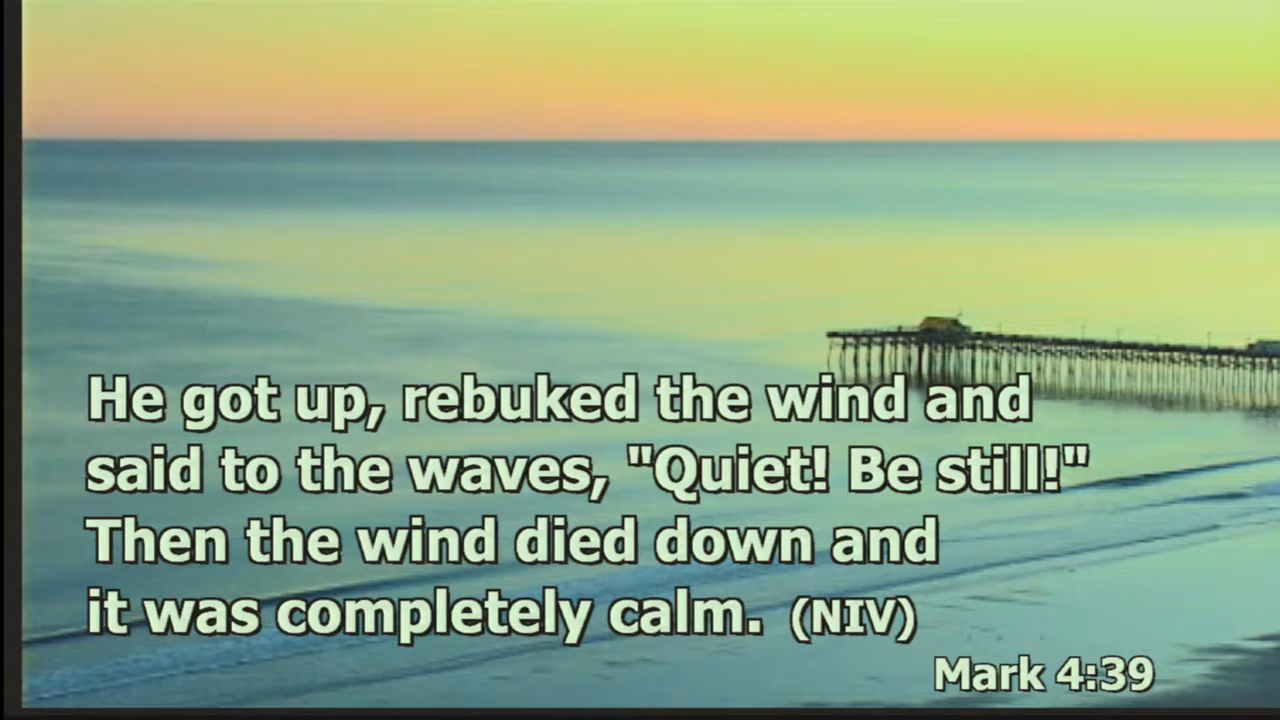 He got up, rebuked the wind and
said to the waves, "Quiet! Be still!"
Then the wind died down and
it was completely calm. (NIV)
Mark 4:39